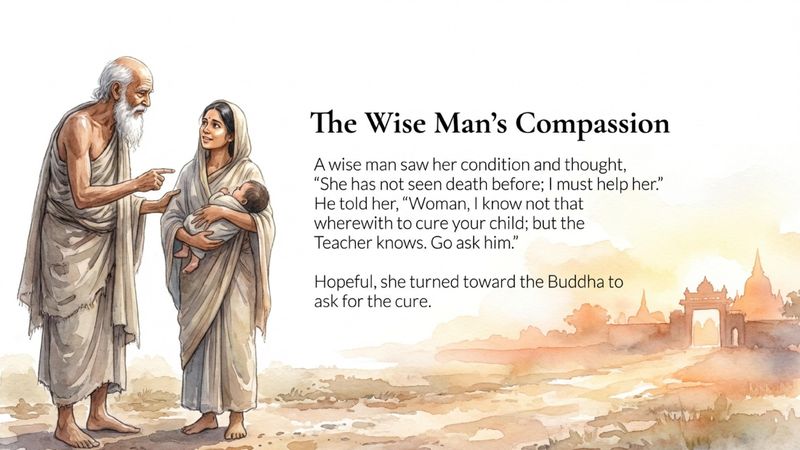 The Wise Man’s Compassion
A wise man saw her condition and thought,
“She has not seen death before; I must help her.”
He told her, “Woman, I know not that
wherewith to cure your child; but the
Teacher knows. Go ask him.”
Hopeful, she turned toward the Buddha to
ask for the cure.